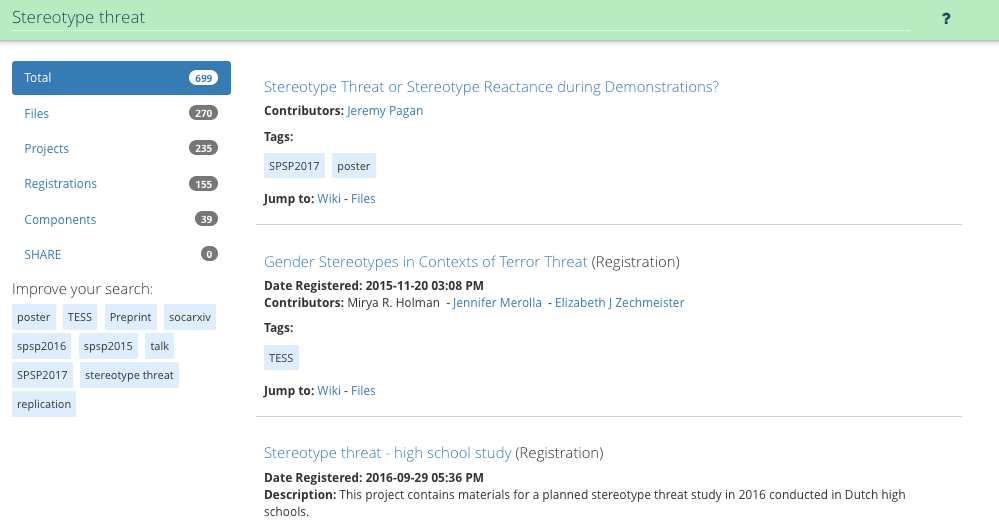 Stereotype threat
?
Total 699
Files 270
Projects 235
Registrations 155
Components 39
SHARE 0
Improve your search:
poster TESS Preprint socarxiv
spsp2016 spsp2015 talk
SPSP2017 stereotype threat
replication
Stereotype Threat or Stereotype Reactance during Demonstrations?
Contributors: Jeremy Pagan
Tags:
SPSP2017 poster
Jump to: Wiki - Files
Gender Stereotypes in Contexts of Terror Threat (Registration)
Date Registered: 2015-11-20 03:08 PM
Contributors: Mirya R. Holman - Jennifer Merolla - Elizabeth J Zechmeister
Tags:
TESS
Jump to: Wiki - Files
Stereotype threat - high school study (Registration)
Date Registered: 2016-09-29 05:36 PM
Description: This project contains materials for a planned stereotype threat study in 2016 conducted in Dutch high
schools.